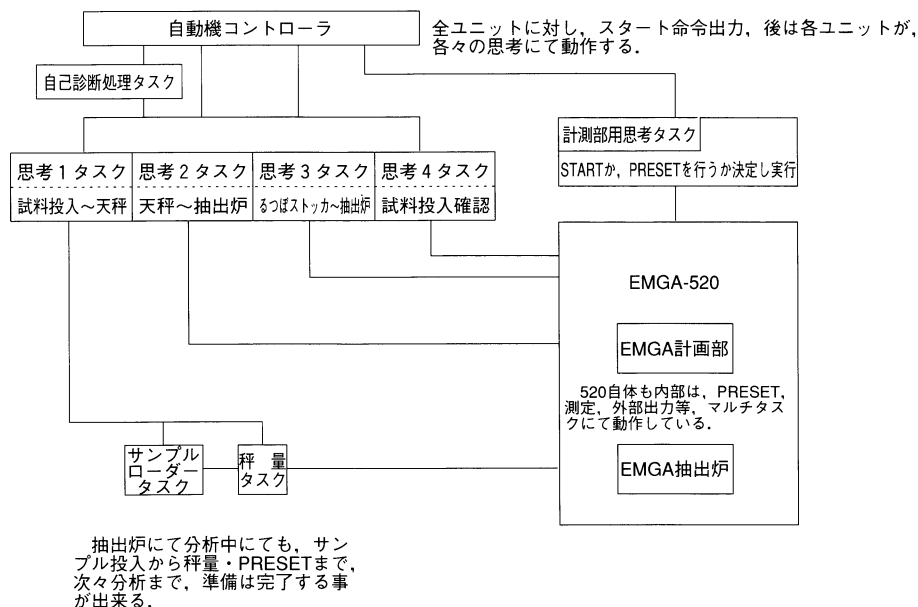 自動機コントローラ
全ユニットに対し，スタート命令出力，後は各ユニットが，
各々の思考にて動作する．
自己診断処理タスク
計測部用思考タスク
STARTか，PRESETを行うか決定し実行
思考1タスク
試料投入～天秤
思考2タスク
天秤～抽出炉
思考3タスク
るつぼストッカ～抽出炉
思考4タスク
試料投入確認
EMGA-520
EMGA計画部
520自体も内部は，PRESET，
測定，外部出力等，マルチタス
クにて動作している．
EMGA抽出炉
サンプル
ローダー
タスク
秤　量
タスク
抽出炉にて分析中にても，サン
プル投入から秤量・PRESETまで，
次々分析まで，準備は完了する事
が出来る．